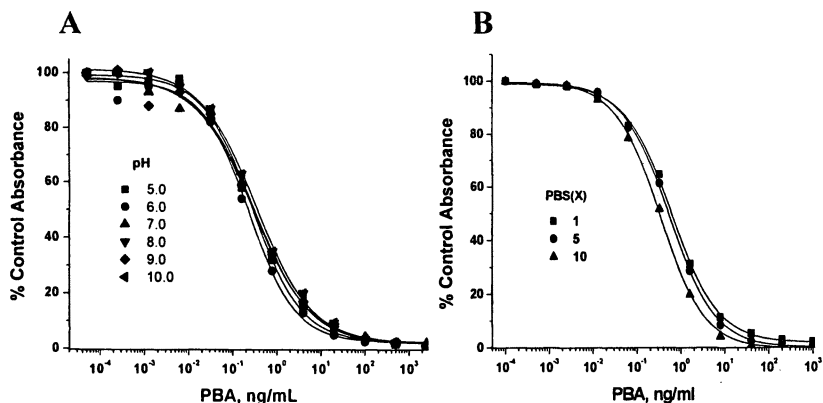 A
% Control Absorbance
100
80
60
40
20
0
pH
5.0
6.0
7.0
8.0
9.0
10.0
10⁻⁴ 10⁻³ 10⁻² 10⁻¹ 10⁰ 10¹ 10² 10³
PBA, ng/mL
B
% Control Absorbance
100
80
60
40
20
0
PBS(X)
1
5
10
10⁻⁴ 10⁻³ 10⁻² 10⁻¹ 10⁰ 10¹ 10² 10³
PBA, ng/ml